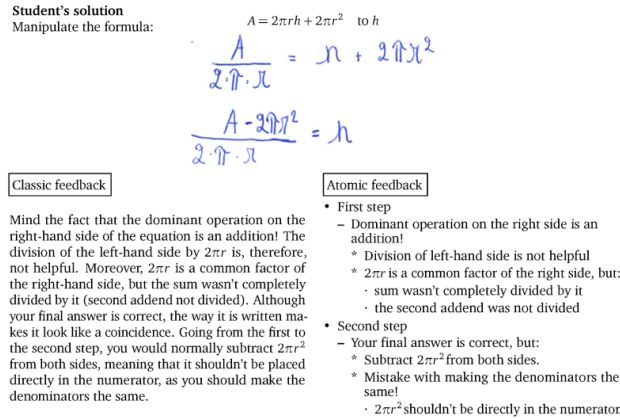 Student's solution
Manipulate the formula: A = 2πrh + 2πr² to h
A / 2·π·r = h + 2πr²
A - 2πr² / 2·π·r = h
Classic feedback
Mind the fact that the dominant operation on the
right-hand side of the equation is an addition! The
division of the left-hand side by 2πr is, therefore,
not helpful. Moreover, 2πr is a common factor of
the right-hand side, but the sum wasn't completely
divided by it (second addend not divided). Although
your final answer is correct, the way it is written ma-
kes it look like a coincidence. Going from the first to
the second step, you would normally subtract 2πr²
from both sides, meaning that it shouldn't be placed
directly in the numerator, as you should make the
denominators the same.
Atomic feedback
• First step
– Dominant operation on the right side is an
addition!
* Division of left-hand side is not helpful
* 2πr is a common factor of the right side, but:
· sum wasn't completely divided by it
· the second addend was not divided
• Second step
– Your final answer is correct, but:
* Subtract 2πr² from both sides.
* Mistake with making the denominators the
same!
· 2πr² shouldn't be directly in the numerator